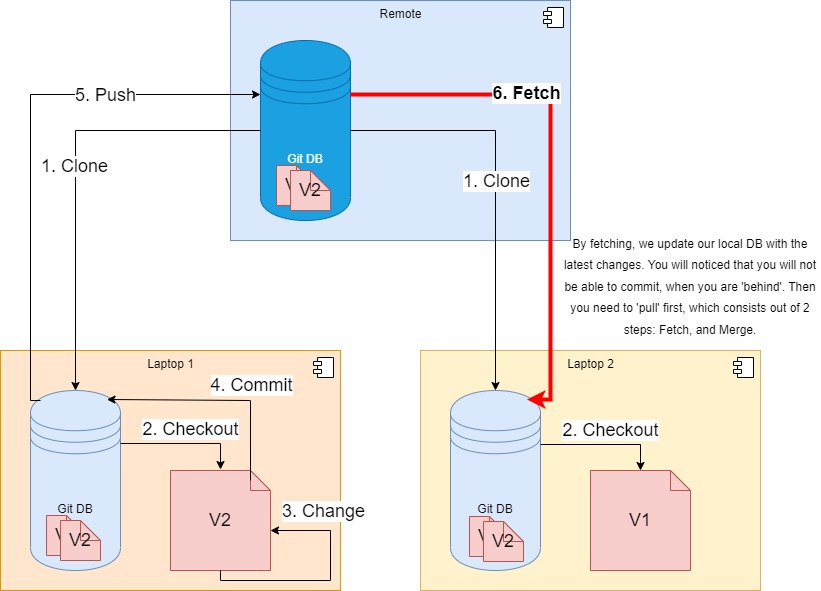 Remote
5. Push
6. Fetch
1. Clone
Git DB
V2
1. Clone
By fetching, we update our local DB with the
latest changes. You will noticed that you will not
be able to commit, when you are 'behind'. Then
you need to 'pull' first, which consists out of 2
steps: Fetch, and Merge.
Laptop 1
4. Commit
2. Checkout
Git DB
V2
V2
3. Change
Laptop 2
2. Checkout
Git DB
V2
V1